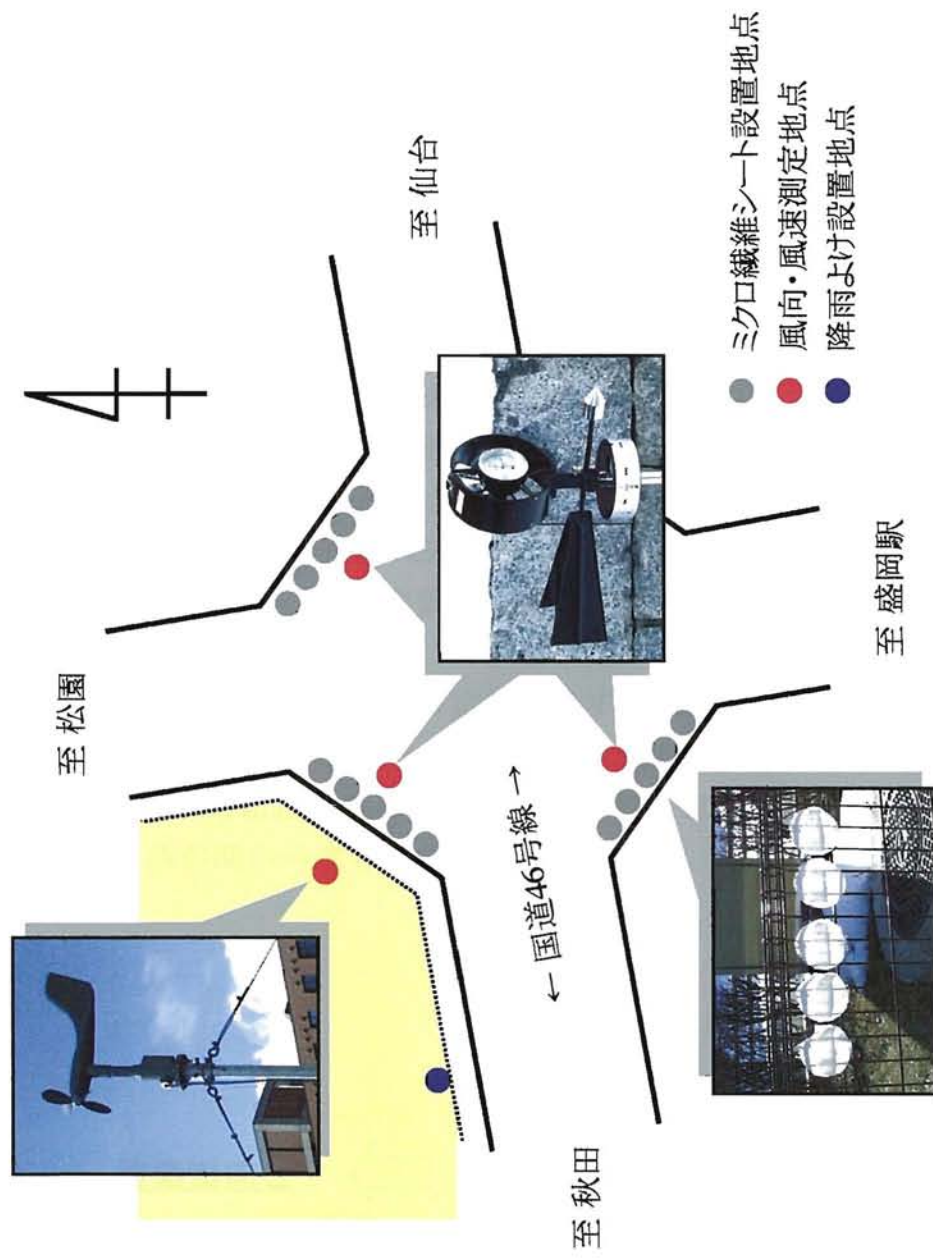 至 松園
至 仙台
← 国道46号線 →
至 秋田
至 盛岡駅
ミクロ繊維シート設置地点
風向・風速測定地点
降雨よけ設置地点